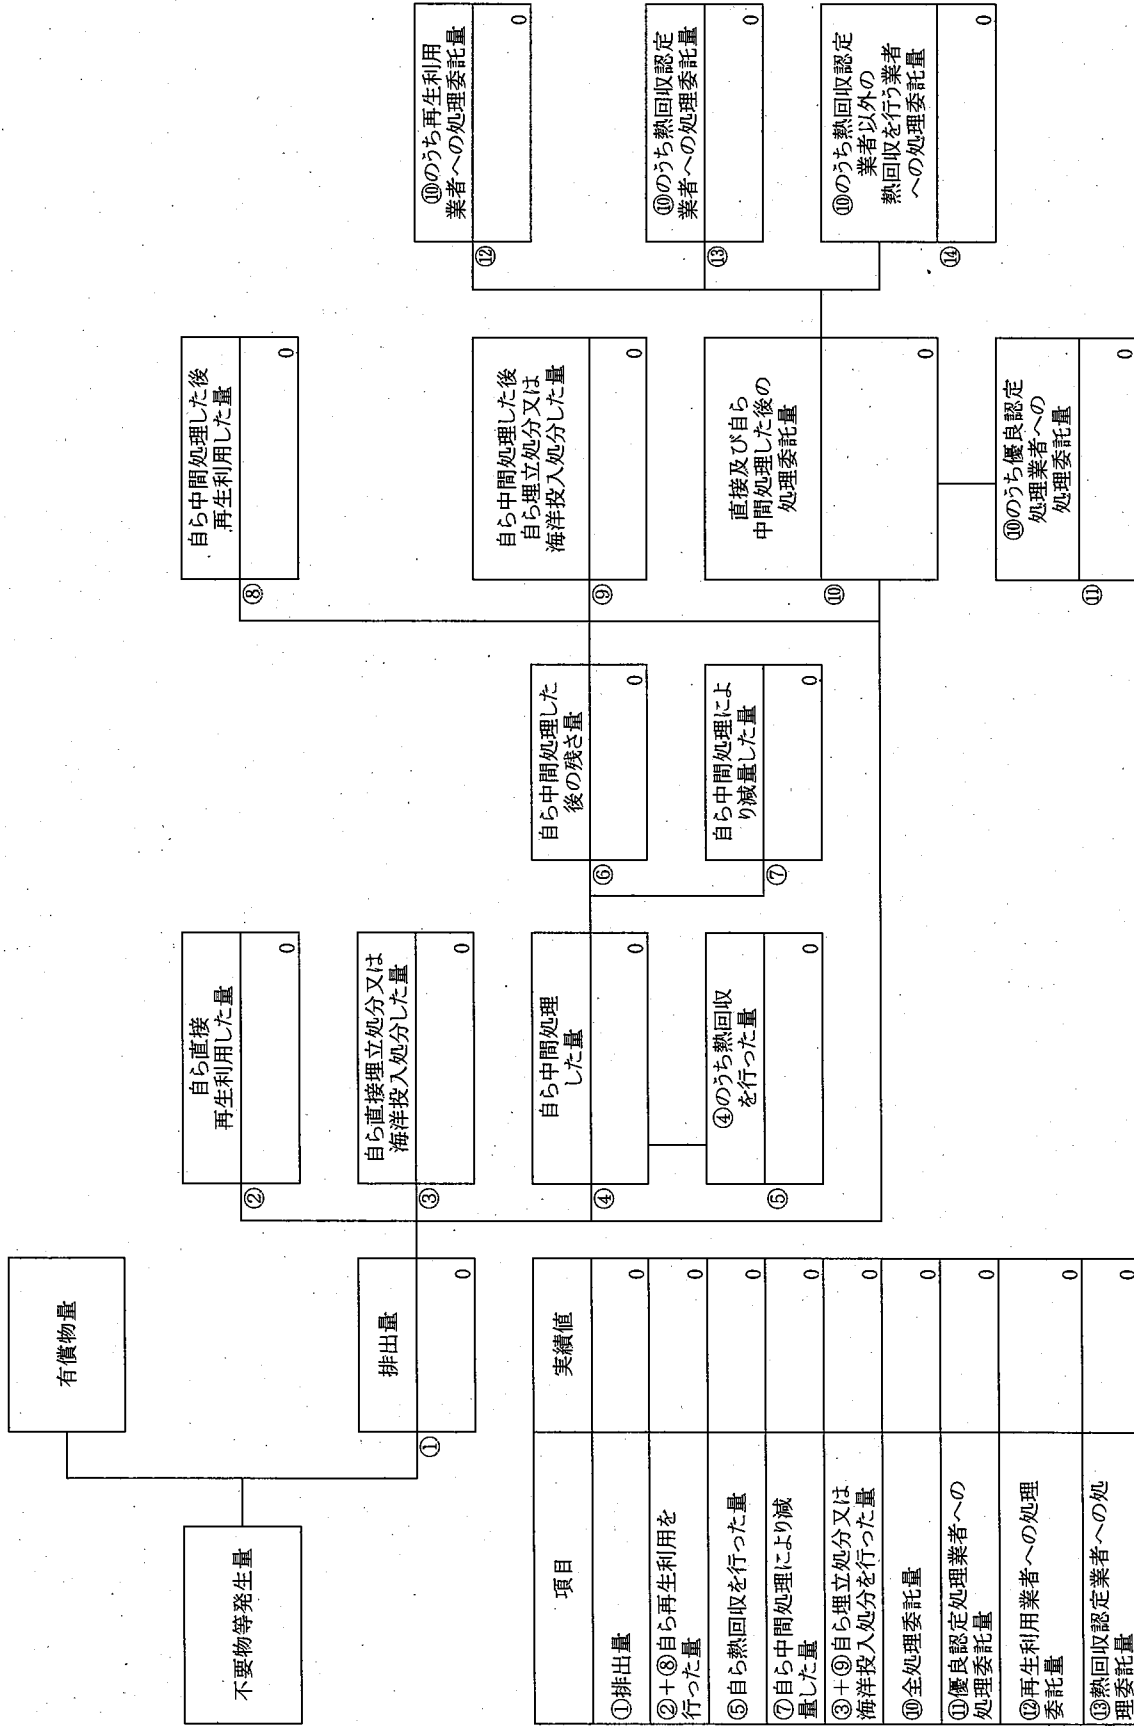 不要物等発生量
有償物量
①
排出量
0
②
自ら直接
再生利用した量
0
③
自ら直接埋立処分又は
海洋投入処分した量
0
④
自ら中間処理
した量
0
⑤
④のうち熱回収
を行った量
0
⑥
自ら中間処理した
後の残さ量
0
⑦
自ら中間処理によ
り減量した量
0
⑧
自ら中間処理した後
再生利用した量
0
⑨
自ら中間処理した後
自ら埋立処分又は
海洋投入処分した量
0
⑩
直接及び自ら
中間処理した後の
処理委託量
0
⑪
⑩のうち優良認定
処理業者への
処理委託量
0
⑫
⑩のうち再生利用
業者への処理委託量
0
⑬
⑩のうち熱回収認定
業者への処理委託量
0
⑭
⑩のうち熱回収認定
業者以外の
熱回収を行う業者
への処理委託量
0
項目
実績値
①排出量
0
②+⑧自ら再生利用を
行った量
0
⑤自ら熱回収を行った量
0
⑦自ら中間処理により減
量した量
0
③+⑨自ら埋立処分又は
海洋投入処分を行った量
0
⑩全処理委託量
0
⑪優良認定処理業者への
処理委託量
0
⑫再生利用業者への処理
委託量
0
⑬熱回収認定業者への処
理委託量
0